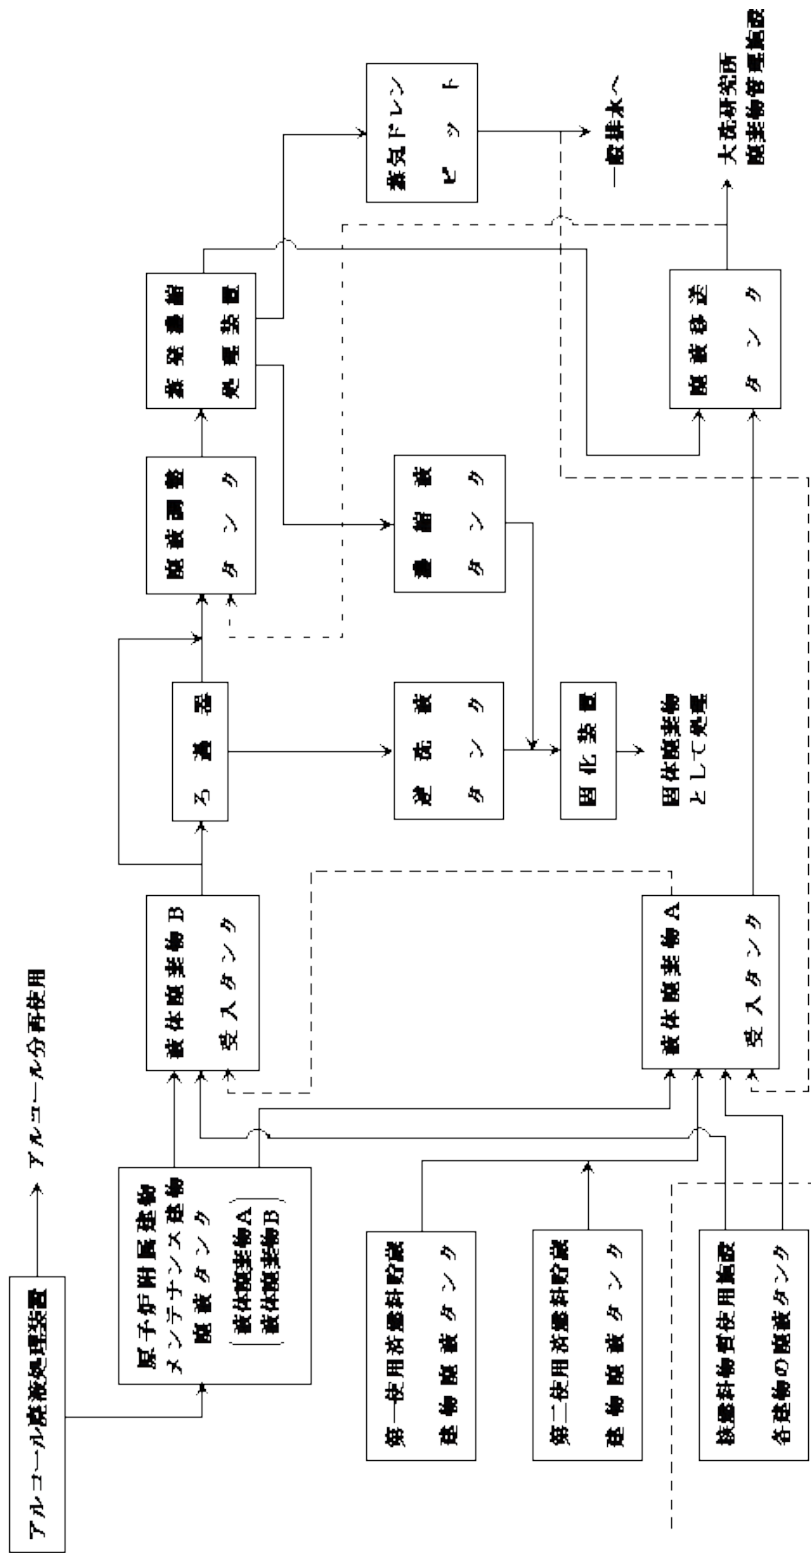 アルコール廃液処理装置
アルコール分再使用
原子炉附属建物
メンテナンス建物
廃液タンク
液体廃棄物A
液体廃棄物B
第一使用済燃料貯蔵
建物廃液タンク
第二使用済燃料貯蔵
建物廃液タンク
核燃料物質使用施設
各建物の廃液タンク
液体廃棄物B
受入タンク
液体廃棄物A
受入タンク
ろ過器
逆洗液
タンク
固化装置
固体廃棄物
として処理
廃液調整
タンク
濃縮液
タンク
蒸発濃縮
処理装置
蒸気ドレン
ピット
一般排水へ
廃液移送
タンク
大洗研究所
廃棄物管理施設